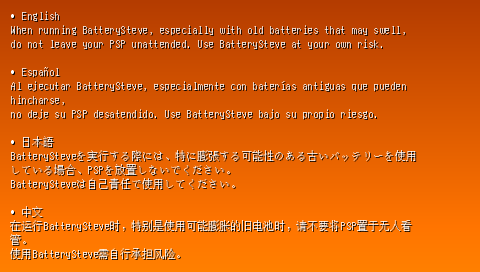 • English
When running BatterySteve, especially with old batteries that may swell,
do not leave your PSP unattended. Use BatterySteve at your own risk.
• Español
Al ejecutar BatterySteve, especialmente con baterías antiguas que pueden
hincharse,
no deje su PSP desatendido. Use BatterySteve bajo su propio riesgo.
• 日本語
BatterySteveを実行する際には、特に膨張する可能性のある古いバッテリーを使用
している場合、PSPを放置しないでください。
BatterySteveは自己責任で使用してください。
• 中文
在运行BatterySteve时，特别是使用可能膨胀的旧电池时，请不要将PSP置于无人看
管。
使用BatterySteve需自行承担风险。